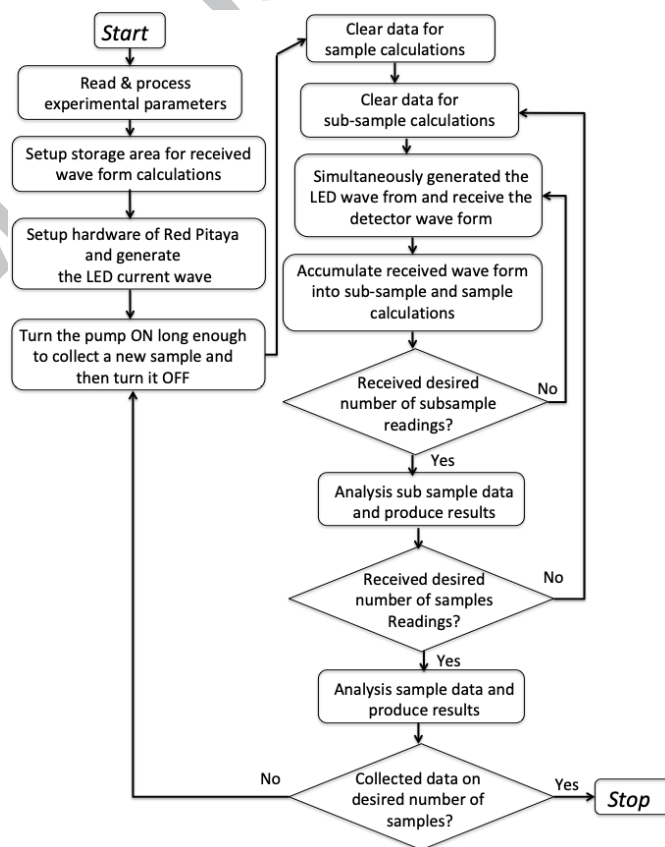 Start
Read & process
experimental parameters
Setup storage area for received
wave form calculations
Setup hardware of Red Pitaya
and generate
the LED current wave
Turn the pump ON long enough
to collect a new sample and
then turn it OFF
Clear data for
sample calculations
Clear data for
sub-sample calculations
Simultaneously generated the
LED wave from and receive the
detector wave form
Accumulate received wave form
into sub-sample and sample
calculations
Received desired
number of subsample
readings?
No
Yes
Analysis sub sample data
and produce results
Received desired
number of samples
Readings?
No
Yes
Analysis sample data and
produce results
Collected data on
desired number of
samples?
No
Yes
Stop